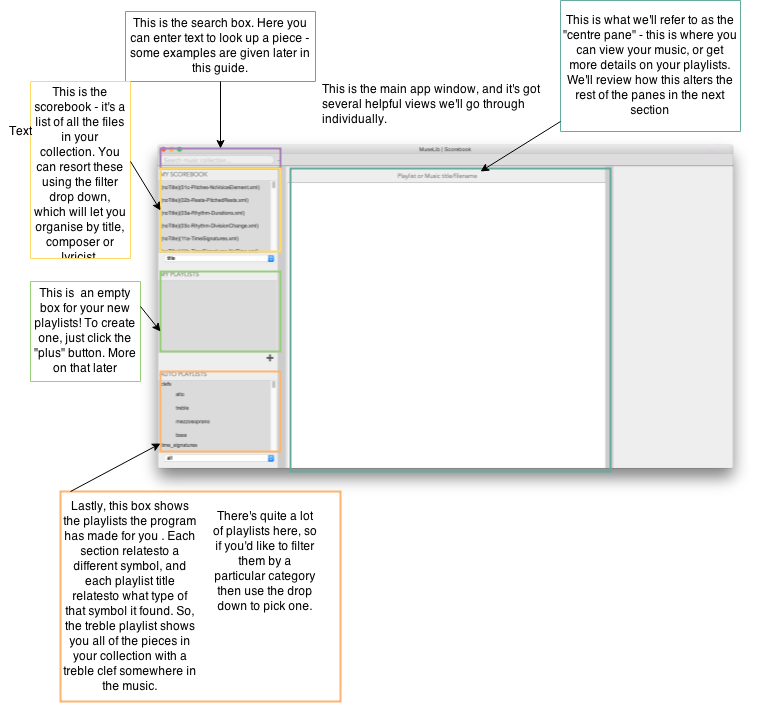 This is the search box. Here you
can enter text to look up a piece -
some examples are given later in
this guide.
This is what we'll refer to as the
"centre pane" - this is where you
can view your music, or get
more details on your playlists.
We'll review how this alters the
rest of the panes in the next
section
This is the main app window, and it's got
several helpful views we'll go through
individually.
Text
This is the
scorebook - it's a
list of all the files
in your
collection. You
can resort these
using the filter
drop down,
which will let you
organise by title,
composer or
lyricist
MuseLib | Scorebook
Search music collection...
MY SCOREBOOK
(noTitle)(01c-Pitches-NoVoiceElement.xml)
(noTitle)(02b-Rests-PitchedRests.xml)
(noTitle)(03a-Rhythm-Durations.xml)
(noTitle)(03c-Rhythm-DivisionChange.xml)
(noTitle)(11a-TimeSignatures.xml)
title
Playlist or Music title/filename
MY PLAYLISTS
This is an empty
box for your new
playlists! To create
one, just click the
"plus" button. More
on that later
+
AUTO PLAYLISTS
clefs
alto
treble
mezzosoprano
bass
time_signatures
all
Lastly, this box shows
the playlists the program
has made for you . Each
section relatesto a
different symbol, and
each playlist title
relatesto what type of
that symbol it found. So,
the treble playlist shows
you all of the pieces in
your collection with a
treble clef somewhere in
the music.
There's quite a lot
of playlists here, so
if you'd like to filter
them by a
particular category
then use the drop
down to pick one.